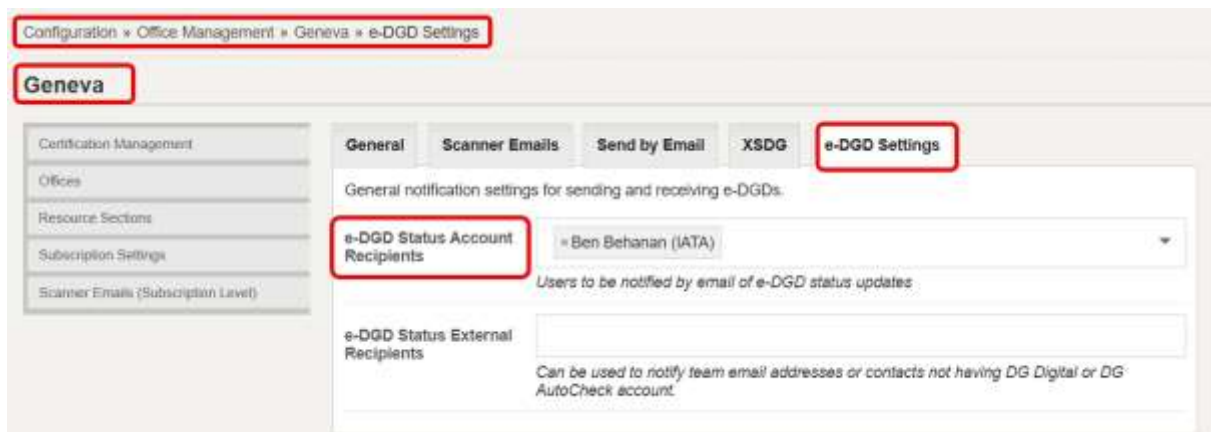 Configuration » Office Management » Geneva » e-DGD Settings
Geneva
Certification Management
Offices
Resource Sections
Subscription Settings
Scanner Emails (Subscription Level)
General Scanner Emails Send by Email XSDG e-DGD Settings
General notification settings for sending and receiving e-DGDs.
e-DGD Status Account
Recipients
×Ben Behanan (IATA)
Users to be notified by email of e-DGD status updates
e-DGD Status External
Recipients
Can be used to notify team email addresses or contacts not having DG Digital or DG
AutoCheck account.